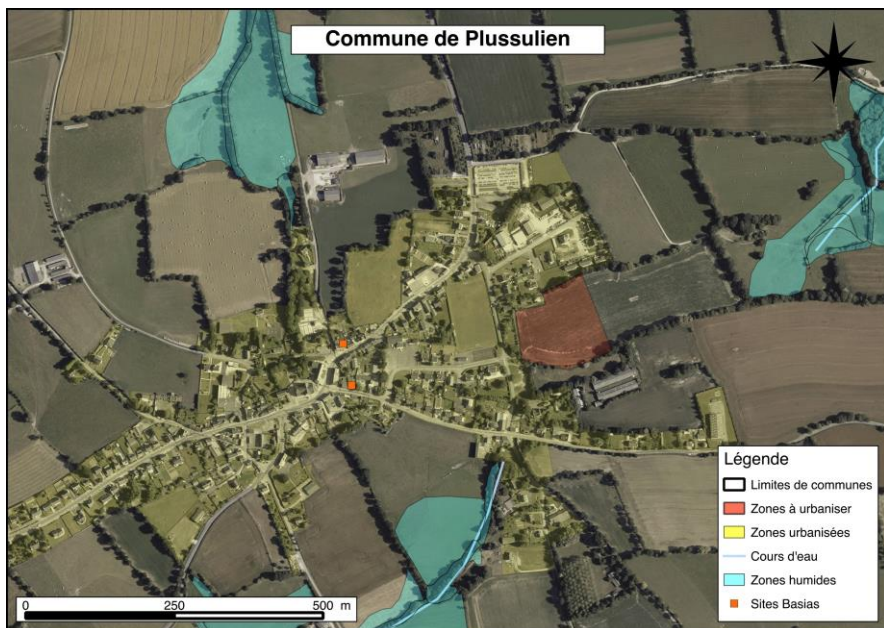 Commune de Plussulien
Légende
Limites de communes
Zones à urbaniser
Zones urbanisées
Cours d'eau
Zones humides
Sites Basias
0 250 500 m